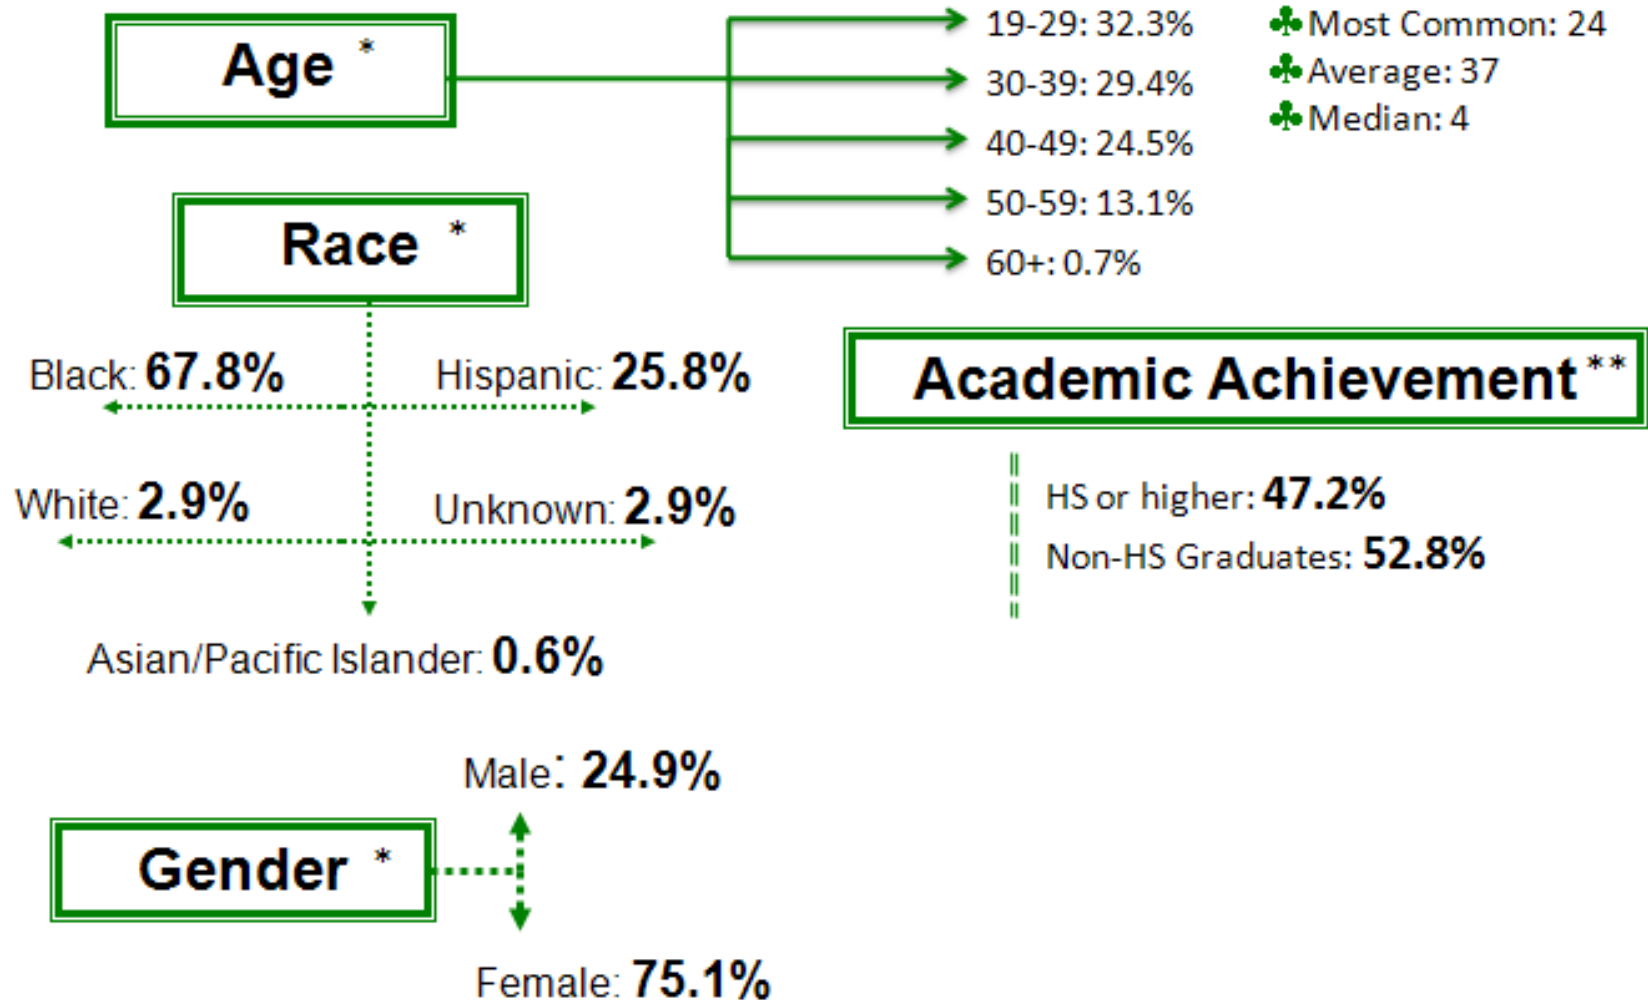 Age *
19-29: 32.3%
30-39: 29.4%
40-49: 24.5%
50-59: 13.1%
60+: 0.7%
♣Most Common: 24
♣Average: 37
♣Median: 4
Race *
Black: 67.8%
Hispanic: 25.8%
White: 2.9%
Unknown: 2.9%
Asian/Pacific Islander: 0.6%
Academic Achievement **
HS or higher: 47.2%
Non-HS Graduates: 52.8%
Gender *
Male: 24.9%
Female: 75.1%